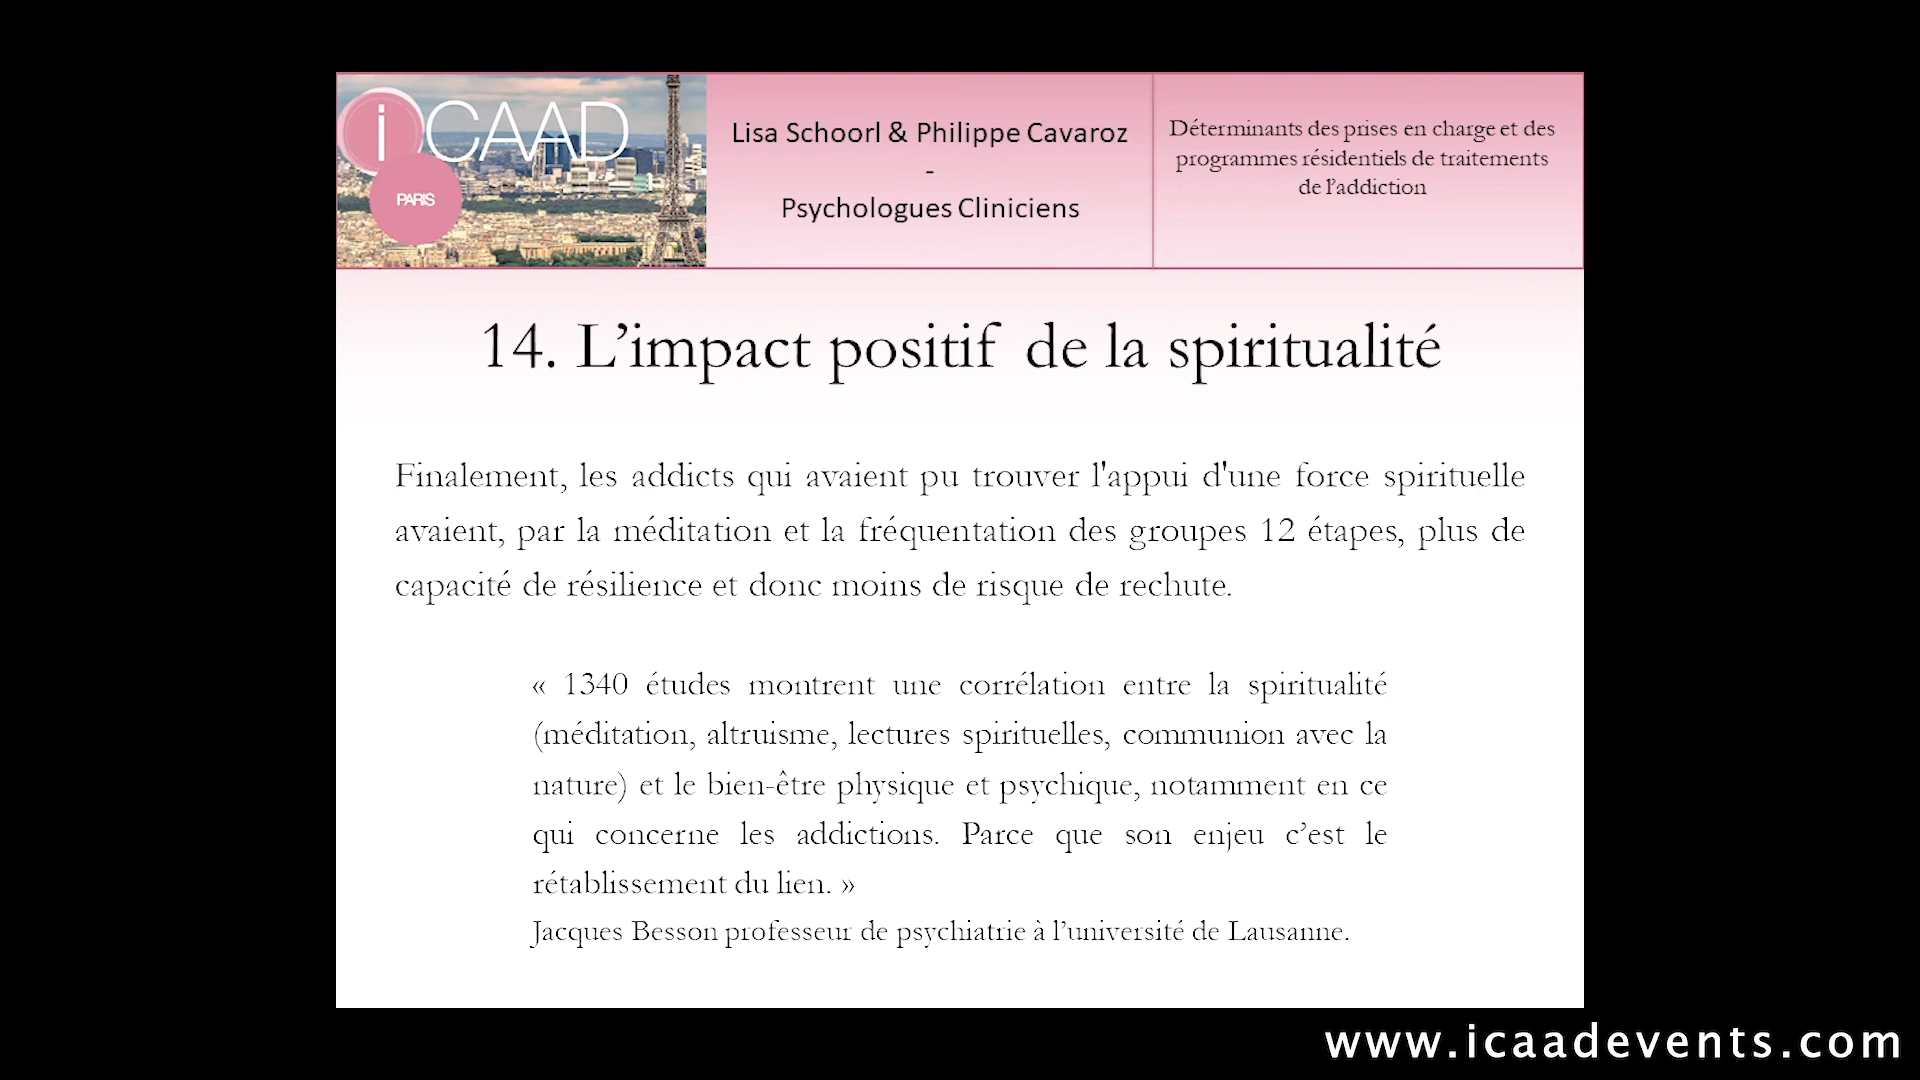 iCAAD
PARIS
Lisa Schoorl & Philippe Cavaroz
-
Psychologues Cliniciens
Déterminants des prises en charge et des
programmes résidentiels de traitements
de l’addiction
14. L’impact positif de la spiritualité
Finalement, les addicts qui avaient pu trouver l'appui d'une force spirituelle
avaient, par la méditation et la fréquentation des groupes 12 étapes, plus de
capacité de résilience et donc moins de risque de rechute.
« 1340 études montrent une corrélation entre la spiritualité
(méditation, altruisme, lectures spirituelles, communion avec la
nature) et le bien-être physique et psychique, notamment en ce
qui concerne les addictions. Parce que son enjeu c’est le
rétablissement du lien. »
Jacques Besson professeur de psychiatrie à l’université de Lausanne.
www.icaadevents.com